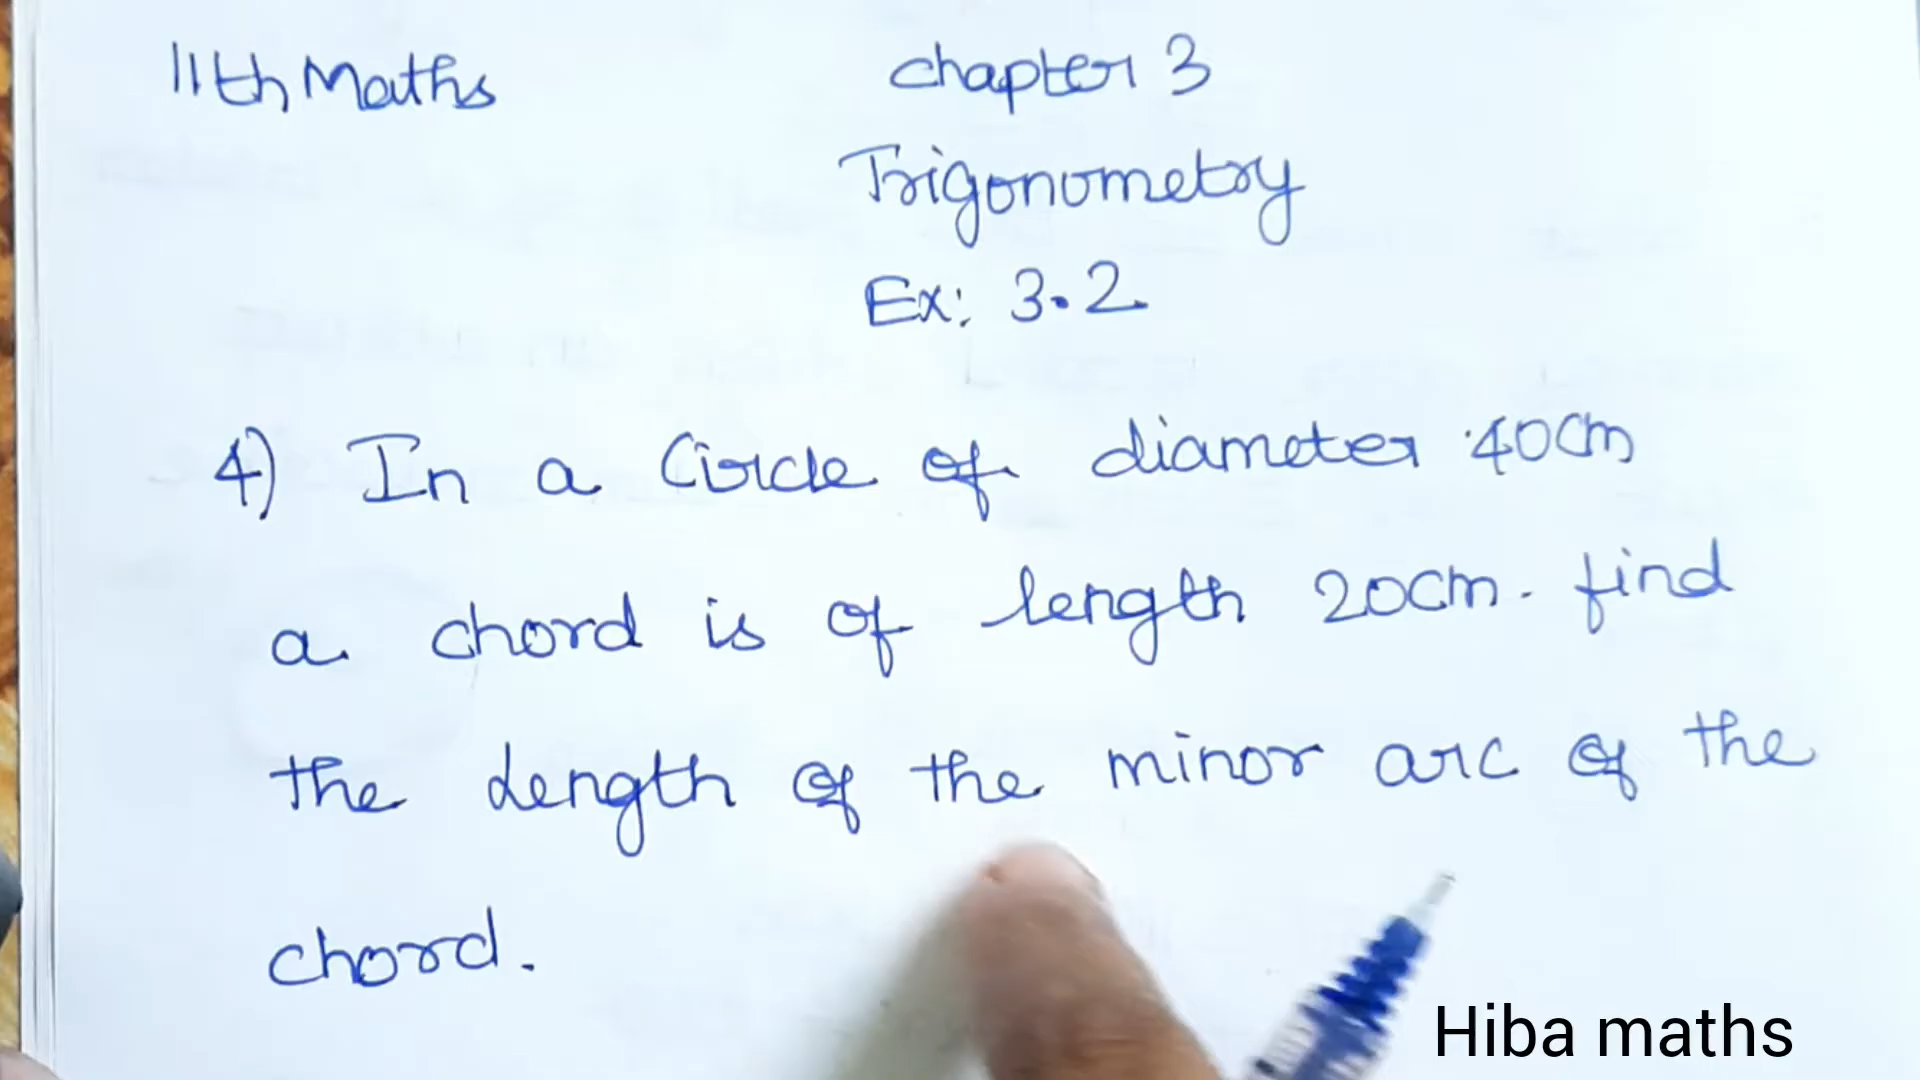 11th Maths
chapter 3
Trigonometry
Ex: 3.2
4) In a Circle of diameter 40cm
a chord is of length 20cm. find
the length of the minor arc of the
chord.
Hiba maths